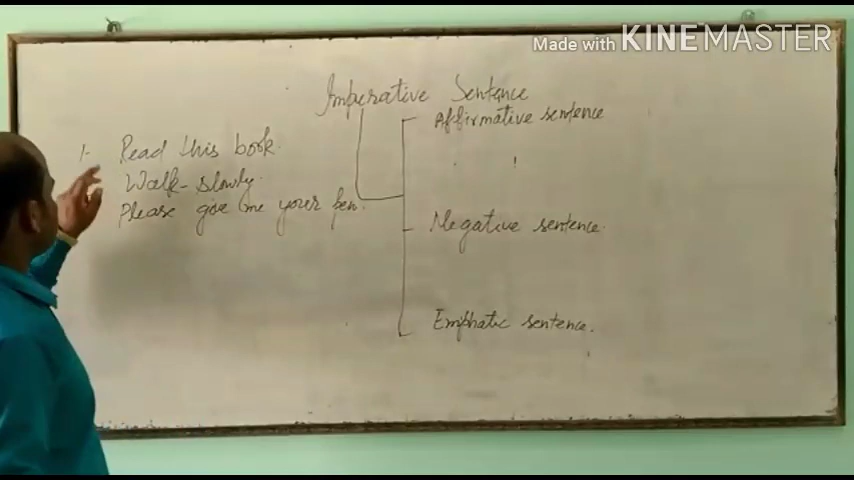 Made with KINEMASTER
Imperative Sentence
Affirmative sentence
1- Read this book.
Walk slowly.
Please give me your pen.
Negative sentence.
Emphatic sentence.